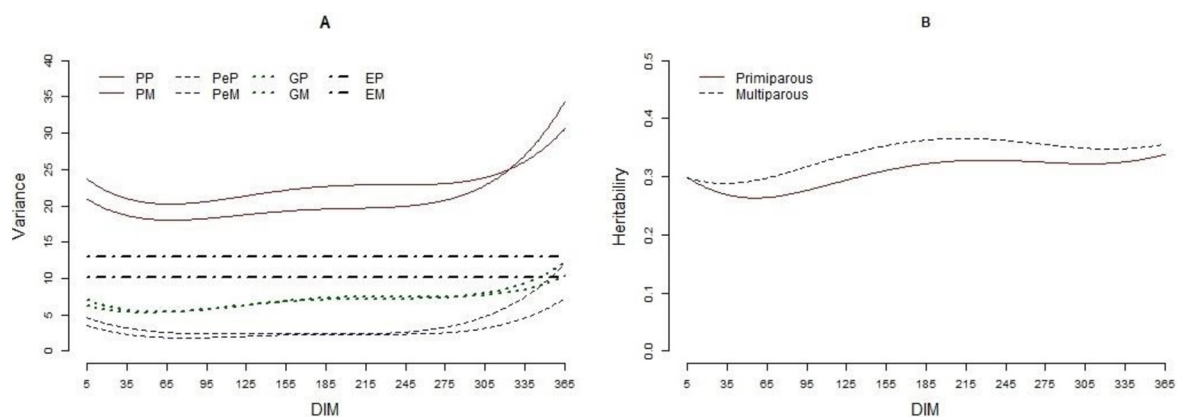 A
40
35
30
25
20
15
10
5
0
Variance
PP PeP GP EP
PM PeM GM EM
5 35 65 95 125 155 185 215 245 275 305 335 365
DIM
B
0.5
0.4
0.3
0.2
0.1
0.0
Heritabiliry
Primiparous
Multiparous
5 35 65 95 125 155 185 215 245 275 305 335 365
DIM